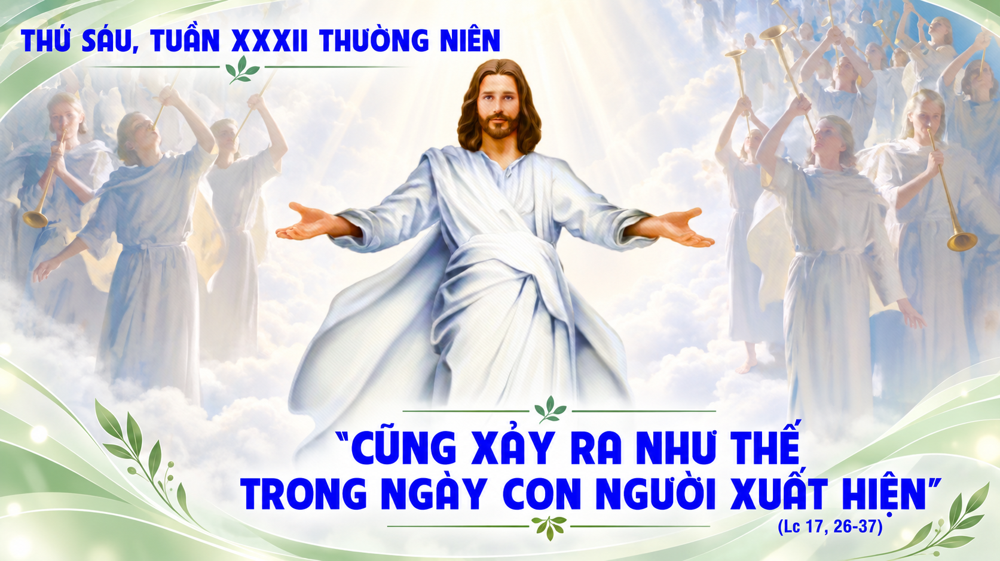 THỨ SÁU, TUẦN XXXII THƯỜNG NIÊN
“CŨNG XẢY RA NHƯ THẾ
TRONG NGÀY CON NGƯỜI XUẤT HIỆN”
(Lc 17, 26-37)